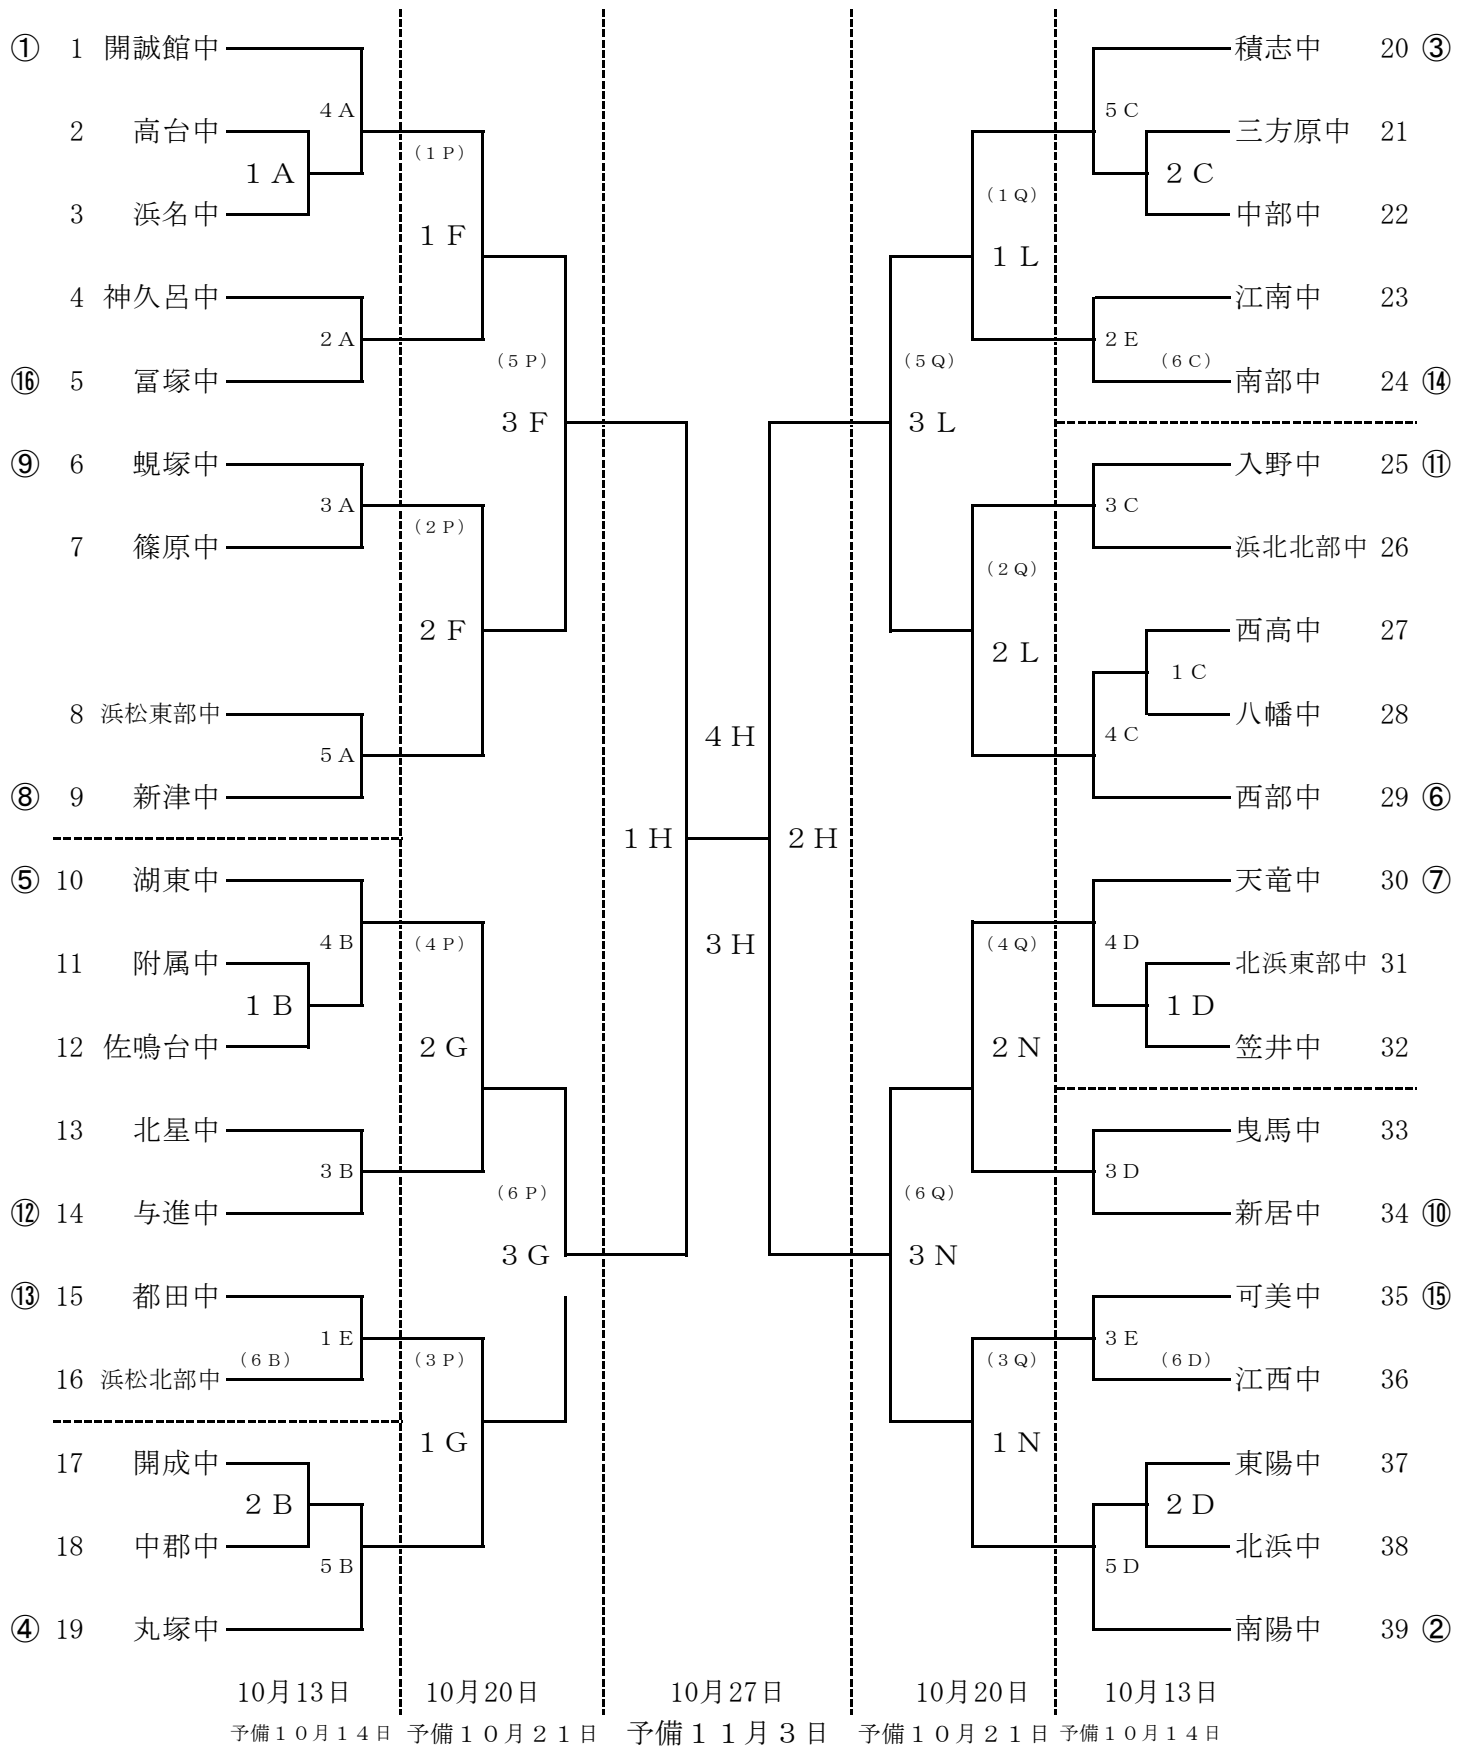 ① 1 開誠館中
4A
2 高台中
1A
3 浜名中
(1P)
1F
4 神久呂中
2A
⑯ 5 冨塚中
(5P)
3F
⑨ 6 蜆塚中
3A
7 篠原中
(2P)
2F
8 浜松東部中
5A
⑧ 9 新津中
⑤ 10 湖東中
4B
11 附属中
1B
12 佐鳴台中
(4P)
2G
13 北星中
3B
⑫ 14 与進中
(6P)
3G
⑬ 15 都田中
1E
(6B)
16 浜松北部中
(3P)
1G
17 開成中
2B
18 中郡中
5B
④ 19 丸塚中
4H
1H
2H
3H
積志中 20 ③
5C
三方原中 21
2C
中部中 22
(1Q)
1L
江南中 23
2E
(6C)
南部中 24 ⑭
(5Q)
3L
入野中 25 ⑪
3C
浜北北部中 26
(2Q)
2L
西高中 27
1C
八幡中 28
4C
西部中 29 ⑥
天竜中 30 ⑦
4D
北浜東部中 31
1D
笠井中 32
(4Q)
2N
曳馬中 33
3D
新居中 34 ⑩
(6Q)
3N
可美中 35 ⑮
3E
(6D)
江西中 36
(3Q)
1N
東陽中 37
2D
北浜中 38
5D
南陽中 39 ②
10月13日 10月20日 10月27日 10月20日 10月13日
予備10月14日 予備10月21日 予備11月3日 予備10月21日 予備10月14日